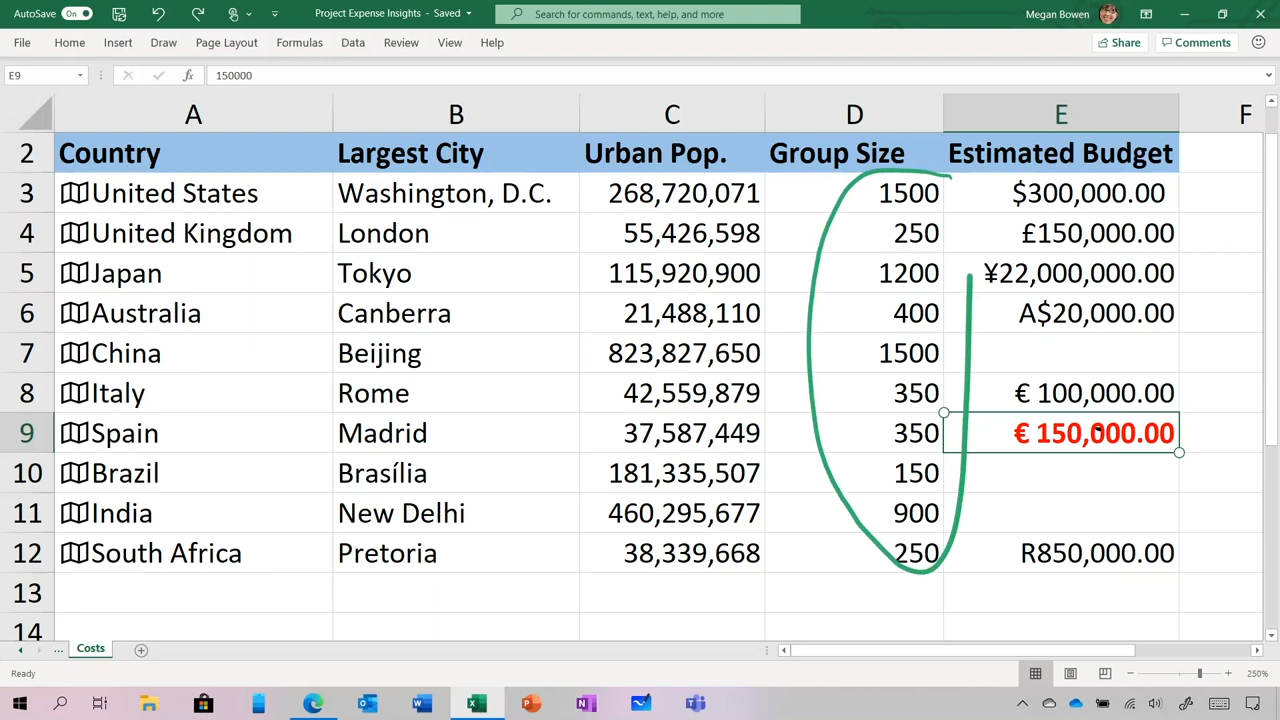 AutoSave On Project Expense Insights - Saved Search for commands, text, help, and more Megan Bowen
File Home Insert Draw Page Layout Formulas Data Review View Help Share Comments
E9 fx 150000
A B C D E F
2 Country Largest City Urban Pop. Group Size Estimated Budget
3 United States Washington, D.C. 268,720,071 1500 $300,000.00
4 United Kingdom London 55,426,598 250 £150,000.00
5 Japan Tokyo 115,920,900 1200 ¥22,000,000.00
6 Australia Canberra 21,488,110 400 A$20,000.00
7 China Beijing 823,827,650 1500
8 Italy Rome 42,559,879 350 € 100,000.00
9 Spain Madrid 37,587,449 350 € 150,000.00
10 Brazil Brasília 181,335,507 150
11 India New Delhi 460,295,677 900
12 South Africa Pretoria 38,339,668 250 R850,000.00
13
14
... Costs
Ready 250%